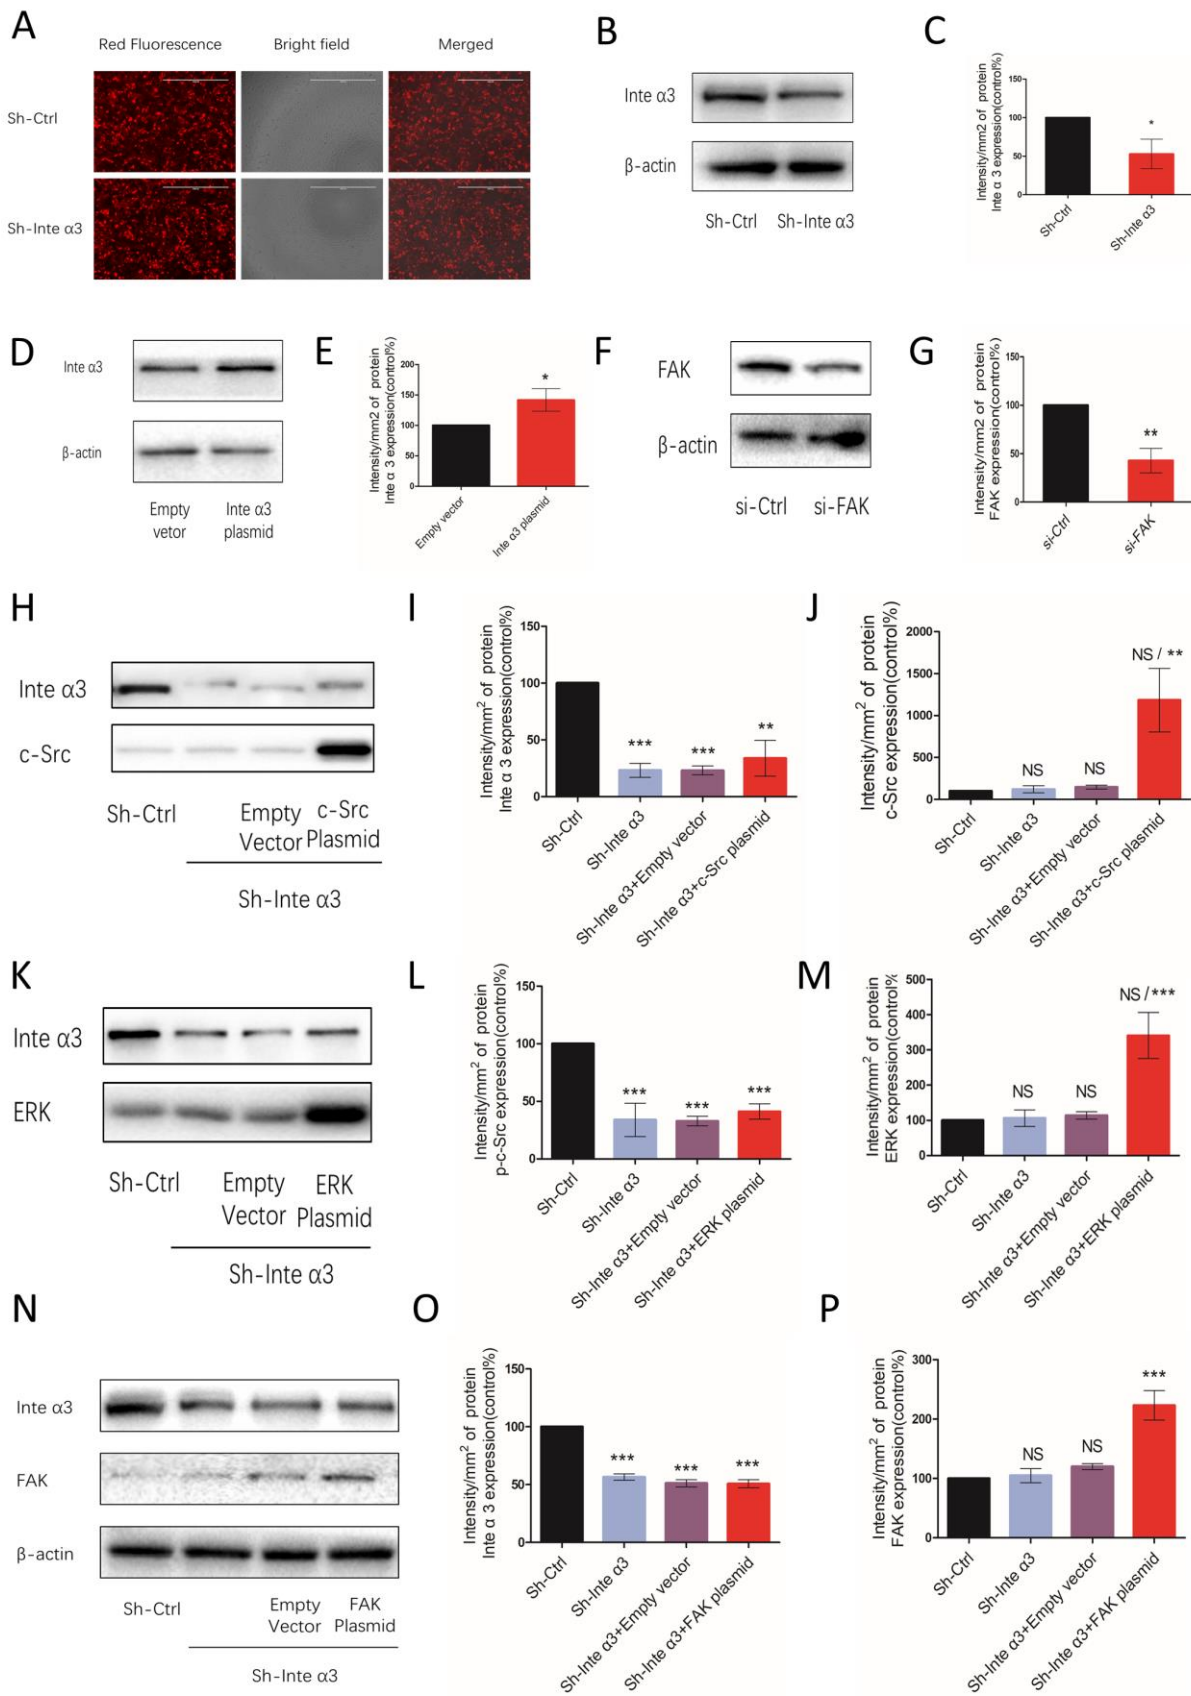 A
Red Fluorescence
Bright field
Merged
Sh-Ctrl
Sh-Inte α3
B
Inte α3
β-actin
Sh-Ctrl
Sh-Inte α3
C
Intensity/mm2 of protein
Inte α 3 expression(control%)
150
100
50
0
*
Sh-Ctrl
Sh-Inte α3
D
Inte α3
β-actin
Empty
vetor
Inte α3
plasmid
E
Intensity/mm2 of protein
Inte α 3 expression(control%)
200
150
100
50
0
*
Empty vector
Inte α3 plasmid
F
FAK
β-actin
si-Ctrl
si-FAK
G
Intensity/mm2 of protein
FAK expression(control%)
150
100
50
0
**
si-Ctrl
si-FAK
H
Inte α3
c-Src
Sh-Ctrl
Empty
Vector
c-Src
Plasmid
Sh-Inte α3
I
Intensity/mm² of protein
Inte α 3 expression(control%)
150
100
50
0
***
***
**
Sh-Ctrl
Sh-Inte α3
Sh-Inte α3+Empty vector
Sh-Inte α3+c-Src plasmid
J
Intensity/mm² of protein
c-Src expression(control%)
2000
1500
1000
500
0
NS
NS
NS / **
Sh-Ctrl
Sh-Inte α3
Sh-Inte α3+Empty vector
Sh-Inte α3+c-Src plasmid
K
Inte α3
ERK
Sh-Ctrl
Empty
Vector
ERK
Plasmid
Sh-Inte α3
L
Intensity/mm² of protein
p-c-Src expression(control%)
150
100
50
0
***
***
***
Sh-Ctrl
Sh-Inte α3
Sh-Inte α3+Empty vector
Sh-Inte α3+ERK plasmid
M
Intensity/mm² of protein
ERK expression(control%
500
400
300
200
100
0
NS
NS
NS / ***
Sh-Ctrl
Sh-Inte α3
Sh-Inte α3+Empty vector
Sh-Inte α3+ERK plasmid
N
Inte α3
FAK
β-actin
Sh-Ctrl
Empty
Vector
FAK
Plasmid
Sh-Inte α3
O
Intensity/mm² of protein
Inte α 3 expression(control%)
150
100
50
0
***
***
***
Sh-Ctrl
Sh-Inte α3
Sh-Inte α3+Empty vector
Sh-Inte α3+FAK plasmid
P
Intensity/mm² of protein
FAK expression(control%)
300
200
100
0
NS
NS
***
Sh-Ctrl
Sh-Inte α3
Sh-Inte α3+Empty vector
Sh-Inte α3+FAK plasmid